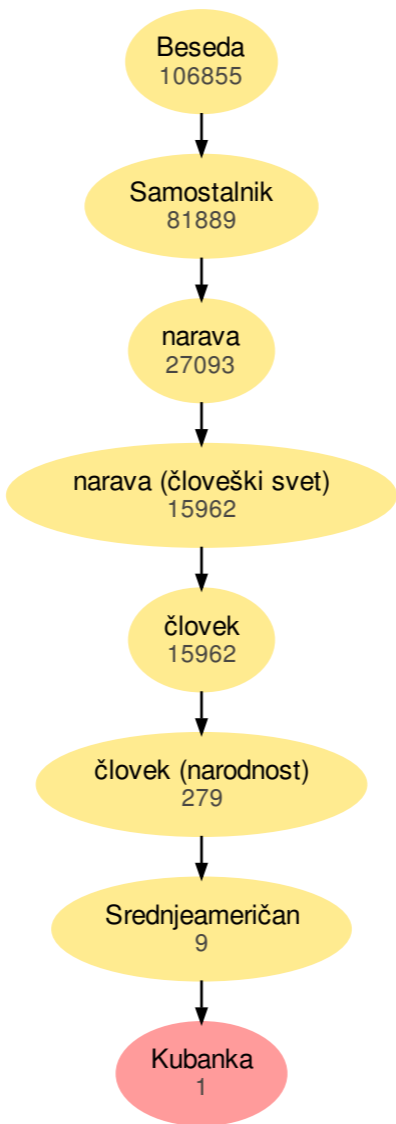 Beseda
106855
Samostalnik
81889
narava
27093
narava (človeški svet)
15962
človek
15962
človek (narodnost)
279
Srednjeameričan
9
Kubanka
1